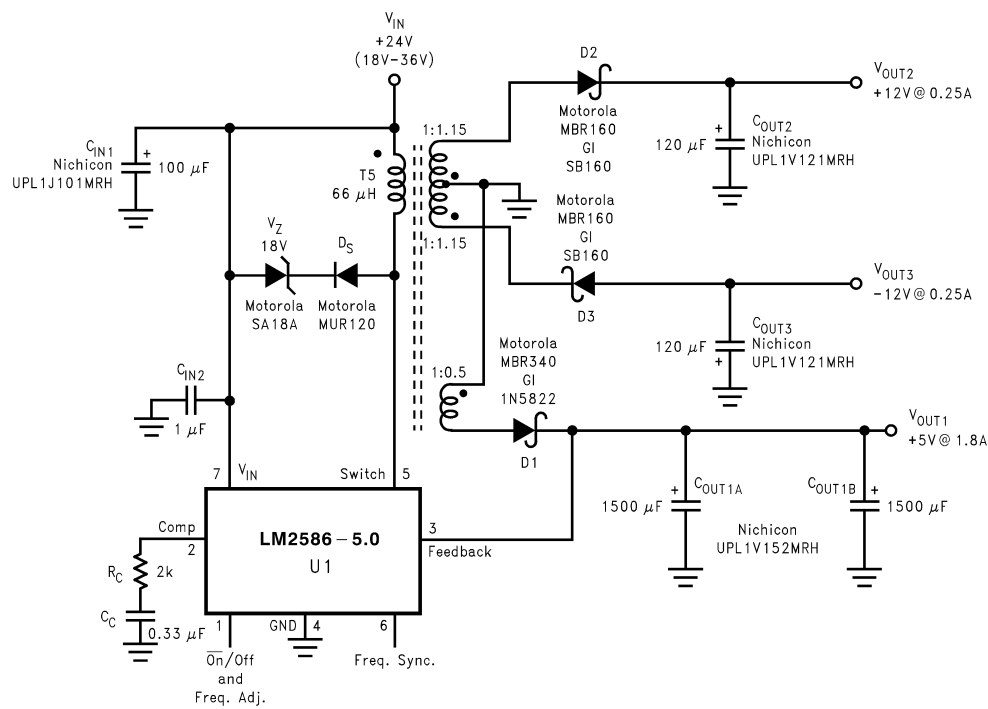 V_IN
+24V
(18V-36V)
D2
Motorola
MBR160
GI
SB160
V_OUT2
+12V@ 0.25A
C_IN1
Nichicon
UPL1J101MRH
+
100 μF
1:1.15
T5
66 μH
1:1.15
120 μF
+
C_OUT2
Nichicon
UPL1V121MRH
Motorola
MBR160
GI
SB160
D3
V_OUT3
-12V@ 0.25A
V_Z
18V
D_S
Motorola
SA18A
Motorola
MUR120
120 μF
+
C_OUT3
Nichicon
UPL1V121MRH
C_IN2
1 μF
1:0.5
Motorola
MBR340
GI
1N5822
D1
V_OUT1
+5V@ 1.8A
7
V_IN
Switch
5
1500 μF
+
C_OUT1A
C_OUT1B
+
1500 μF
Nichicon
UPL1V152MRH
Comp
2
LM2586-5.0
U1
3
Feedback
R_C
2k
C_C
0.33 μF
1
GND
4
6
O̅n̅/Off
and
Freq. Adj.
Freq. Sync.